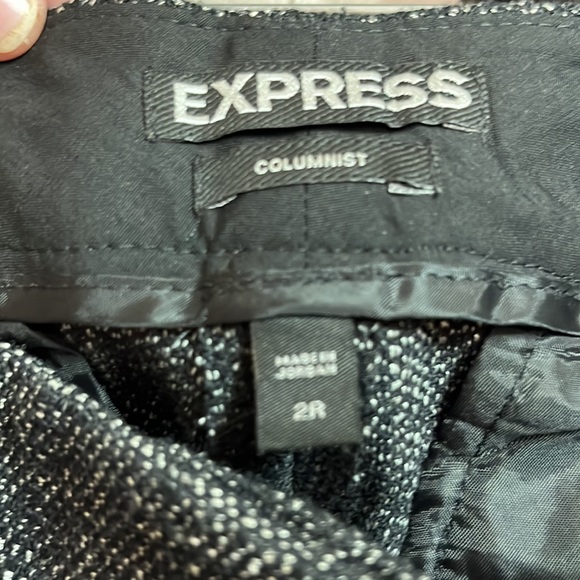 EXPRESS
COLUMNIST
MADE IN
JORDAN
2R